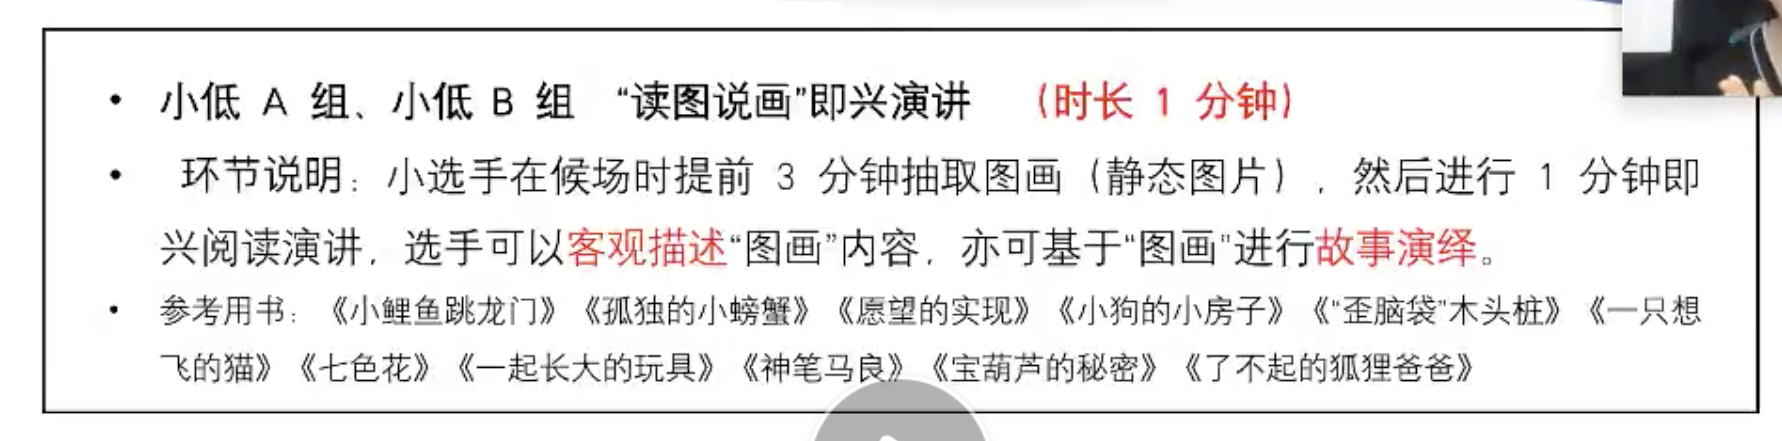 • 小低 A 组、小低 B 组 “读图说画”即兴演讲 （时长 1 分钟）
• 环节说明：小选手在候场时提前 3 分钟抽取图画（静态图片），然后进行 1 分钟即
兴阅读演讲，选手可以客观描述“图画”内容，亦可基于“图画”进行故事演绎。
• 参考用书：《小鲤鱼跳龙门》《孤独的小螃蟹》《愿望的实现》《小狗的小房子》《“歪脑袋”木头桩》《一只想
飞的猫》《七色花》《一起长大的玩具》《神笔马良》《宝葫芦的秘密》《了不起的狐狸爸爸》